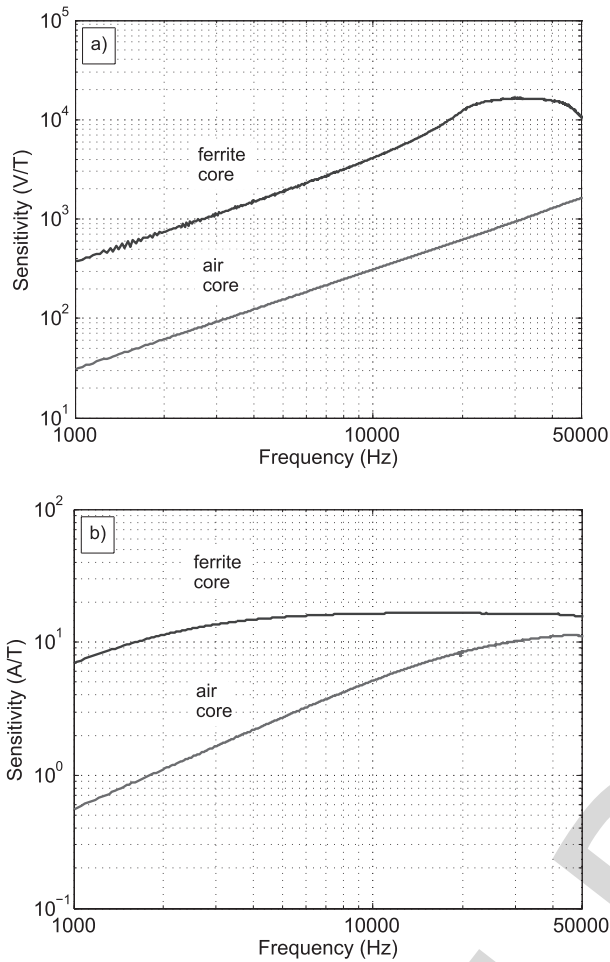 a)
Sensitivity (V/T)
10^5
10^4
10^3
10^2
10^1
ferrite
core
air
core
1000
10000
50000
Frequency (Hz)
b)
Sensitivity (A/T)
10^2
10^1
10^0
10^-1
ferrite
core
air
core
1000
10000
50000
Frequency (Hz)